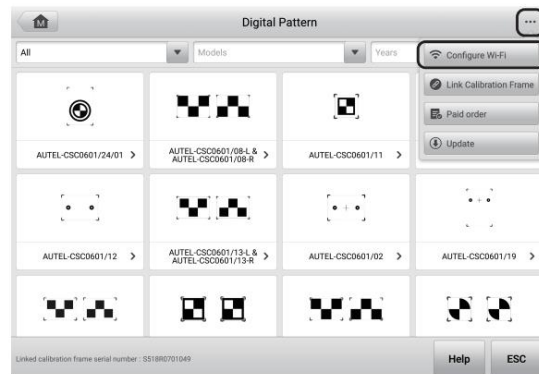 M
Digital Pattern
...
All
Models
Years
Configure Wi-Fi
Link Calibration Frame
Paid order
Update
AUTEL-CSC0601/24/01 >
AUTEL-CSC0601/08-L &
AUTEL-CSC0601/08-R >
AUTEL-CSC0601/11 >
AUTEL-CSC0601/12 >
AUTEL-CSC0601/13-L &
AUTEL-CSC0601/13-R >
AUTEL-CSC0601/02 >
AUTEL-CSC0601/19 >
Linked calibration frame serial number : S518R0701049
Help
ESC